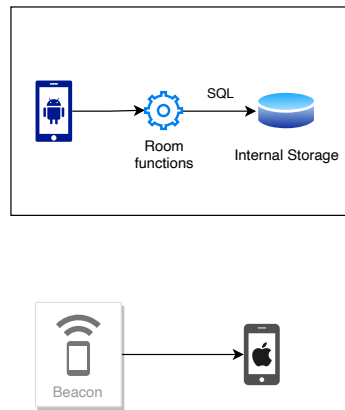 SQL
Room
functions
Internal Storage
Beacon